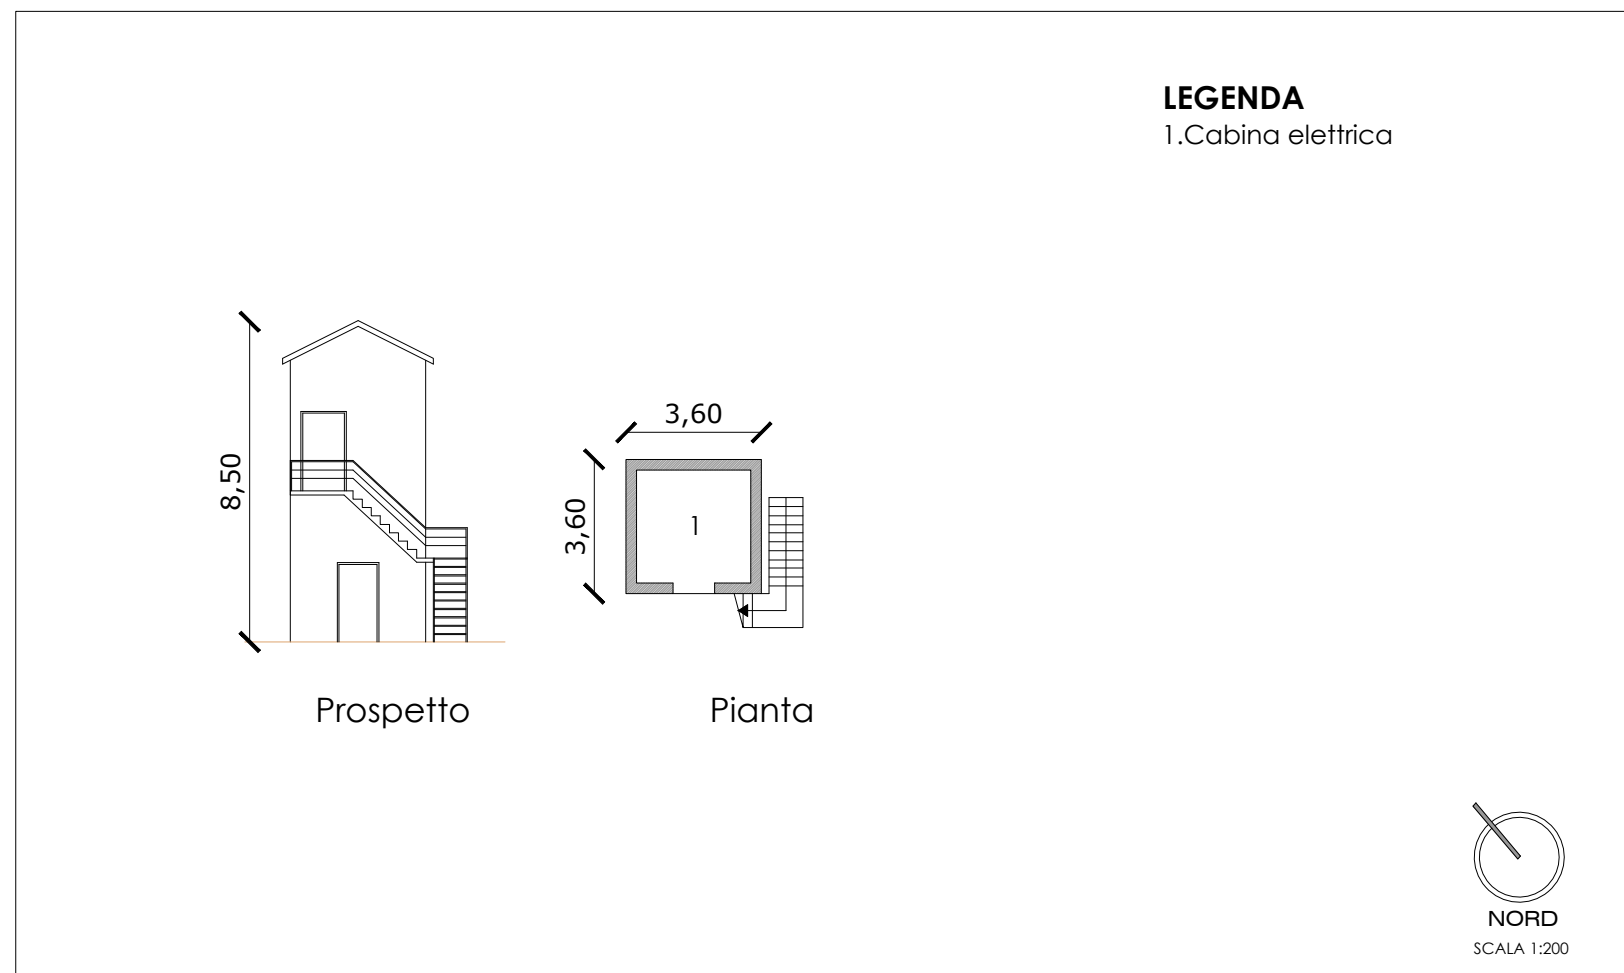 LEGENDA
1.Cabina elettrica
8,50
3,60
3,60
1
Prospetto
Pianta
NORD
SCALA 1:200